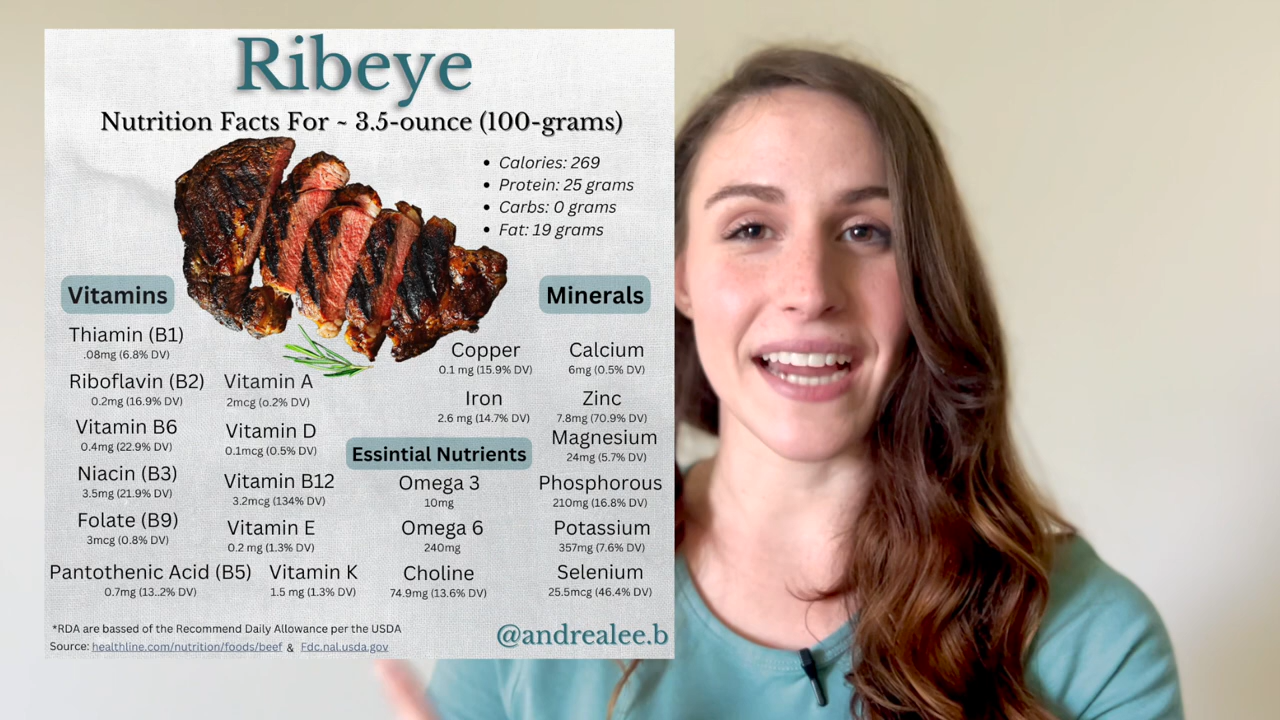 Ribeye
Nutrition Facts For ~ 3.5-ounce (100-grams)
• Calories: 269
• Protein: 25 grams
• Carbs: 0 grams
• Fat: 19 grams
Vitamins
Thiamin (B1)
.08mg (6.8% DV)
Riboflavin (B2)
0.2mg (16.9% DV)
Vitamin B6
0.4mg (22.9% DV)
Niacin (B3)
3.5mg (21.9% DV)
Folate (B9)
3mcg (0.8% DV)
Pantothenic Acid (B5)
0.7mg (13..2% DV)
Vitamin A
2mcg (o.2% DV)
Vitamin D
0.1mcg (0.5% DV)
Vitamin B12
3.2mcg (134% DV)
Vitamin E
0.2 mg (1.3% DV)
Vitamin K
1.5 mg (1.3% DV)
Essintial Nutrients
Omega 3
10mg
Omega 6
240mg
Choline
74.9mg (13.6% DV)
Minerals
Copper
0.1 mg (15.9% DV)
Iron
2.6 mg (14.7% DV)
Calcium
6mg (0.5% DV)
Zinc
7.8mg (70.9% DV)
Magnesium
24mg (5.7% DV)
Phosphorous
210mg (16.8% DV)
Potassium
357mg (7.6% DV)
Selenium
25.5mcg (46.4% DV)
*RDA are bassed of the Recommend Daily Allowance per the USDA
Source: healthline.com/nutrition/foods/beef & Fdc.nal.usda.gov
@andrealee.b